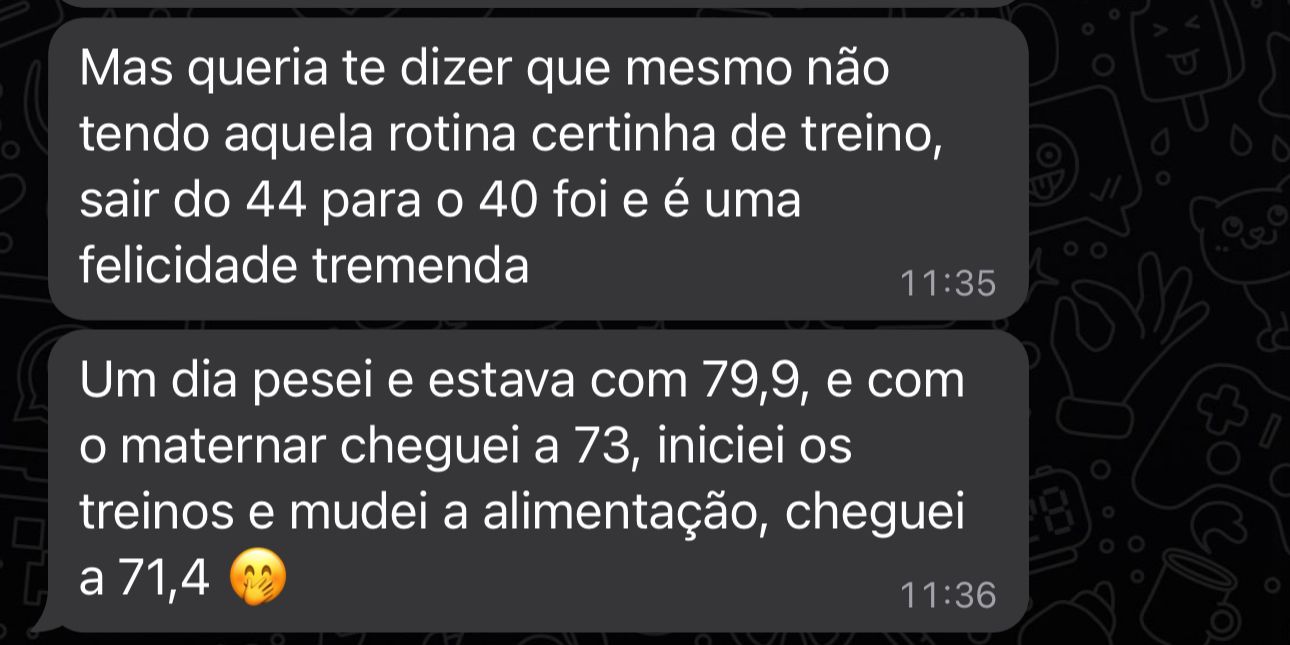 Mas queria te dizer que mesmo não
tendo aquela rotina certinha de treino,
sair do 44 para o 40 foi e é uma
felicidade tremenda
11:35
Um dia pesei e estava com 79,9, e com
o maternar cheguei a 73, iniciei os
treinos e mudei a alimentação, cheguei
a 71,4 🤭
11:36